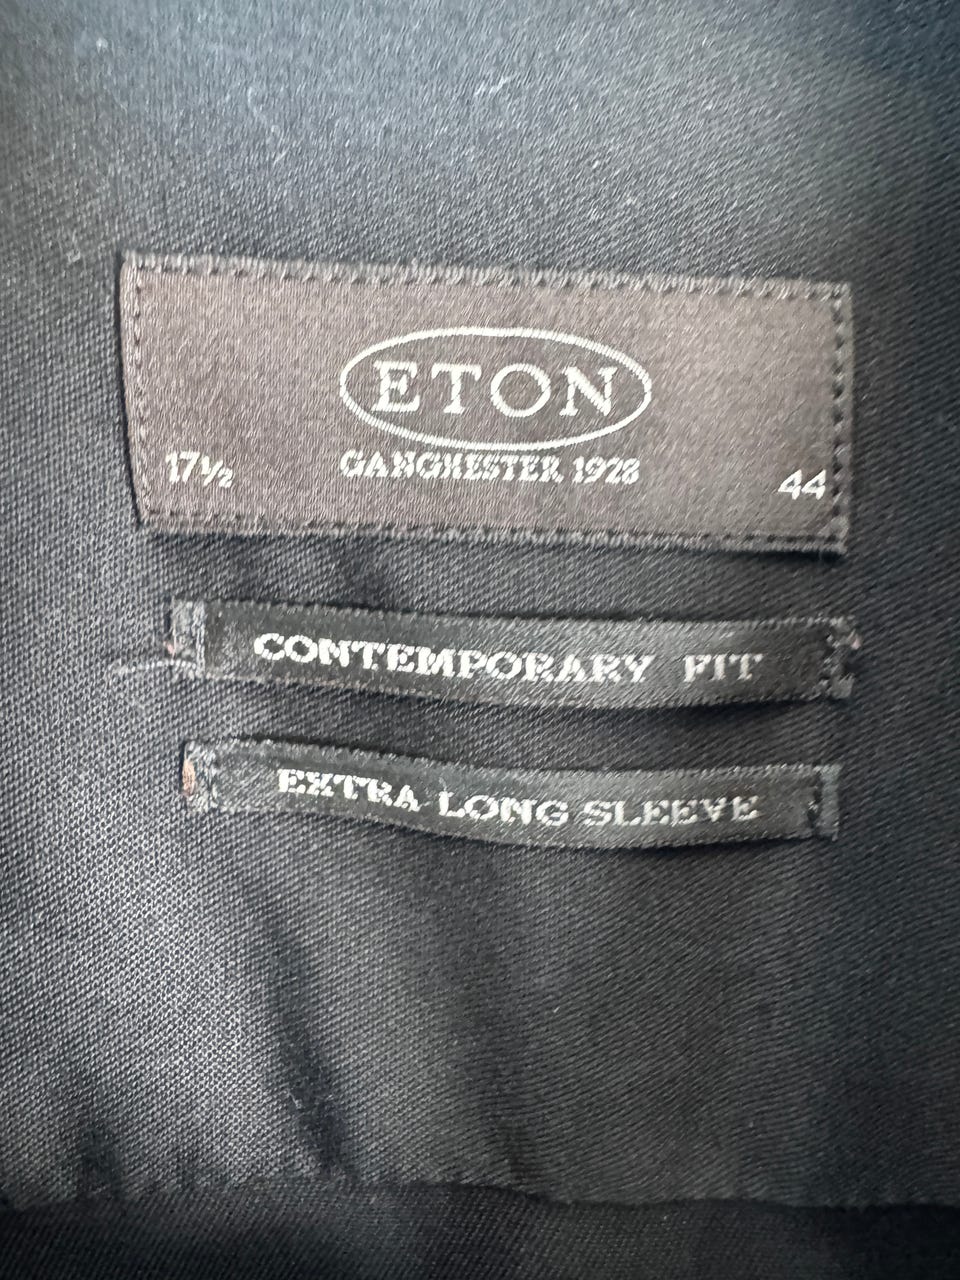 ETON
GANGHESTER 1928
17½
44
CONTEMPORARY FIT
EXTRA LONG SLEEVE